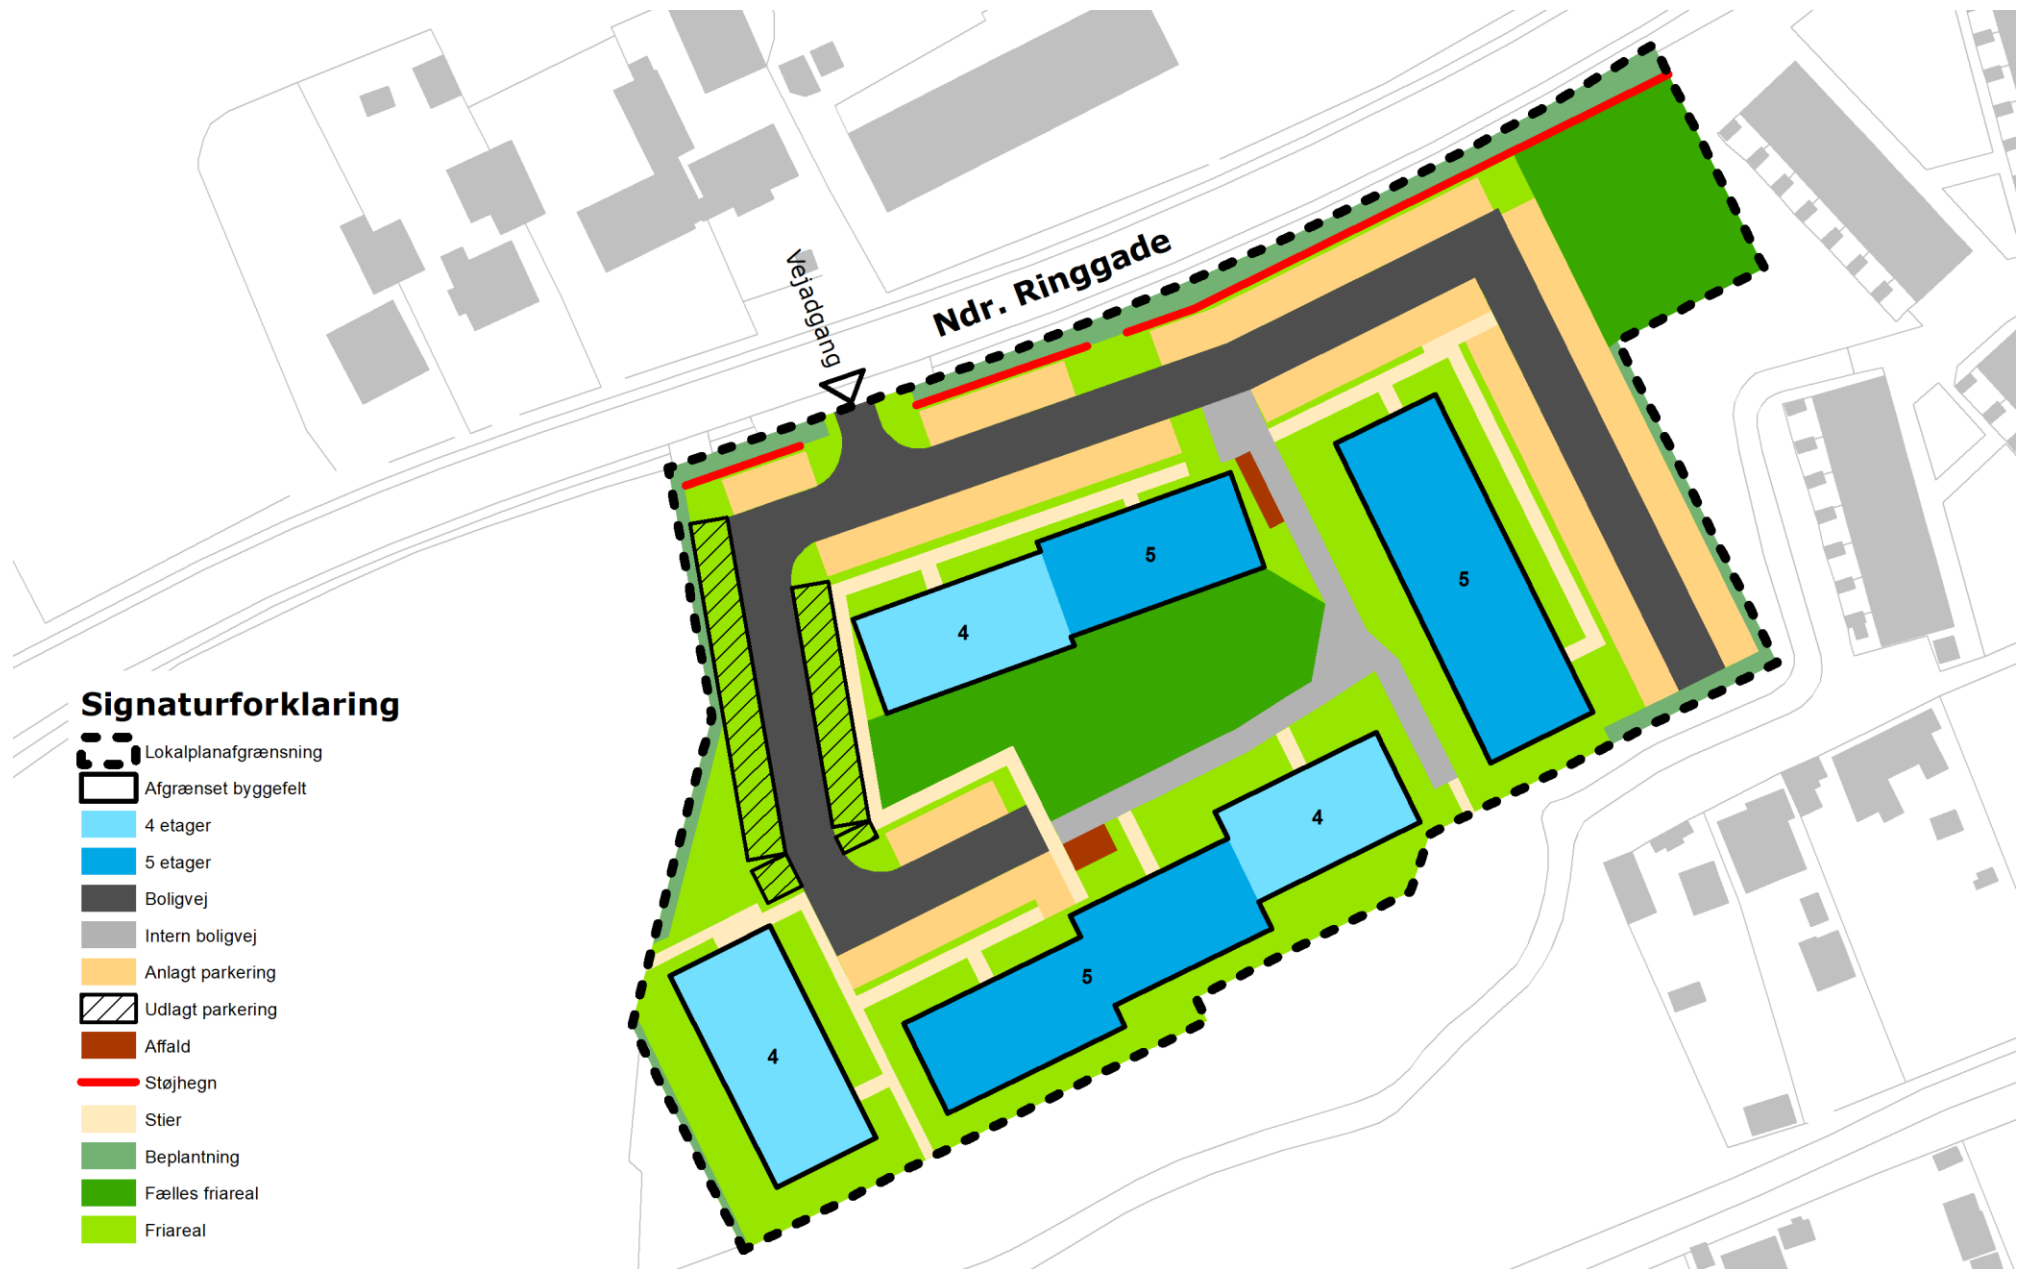 Ndr. Ringgade
Vejadgang
5
4
5
4
5
4
Signaturforklaring
Lokalplanafgrænsning
Afgrænset byggefelt
4 etager
5 etager
Boligvej
Intern boligvej
Anlagt parkering
Udlagt parkering
Affald
Støjhegn
Stier
Beplantning
Fælles friareal
Friareal